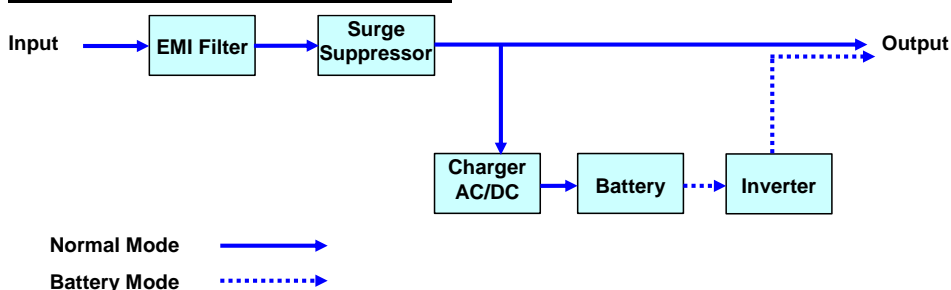 Input
EMI Filter
Surge
Suppressor
Output
Charger
AC/DC
Battery
Inverter
Normal Mode
Battery Mode